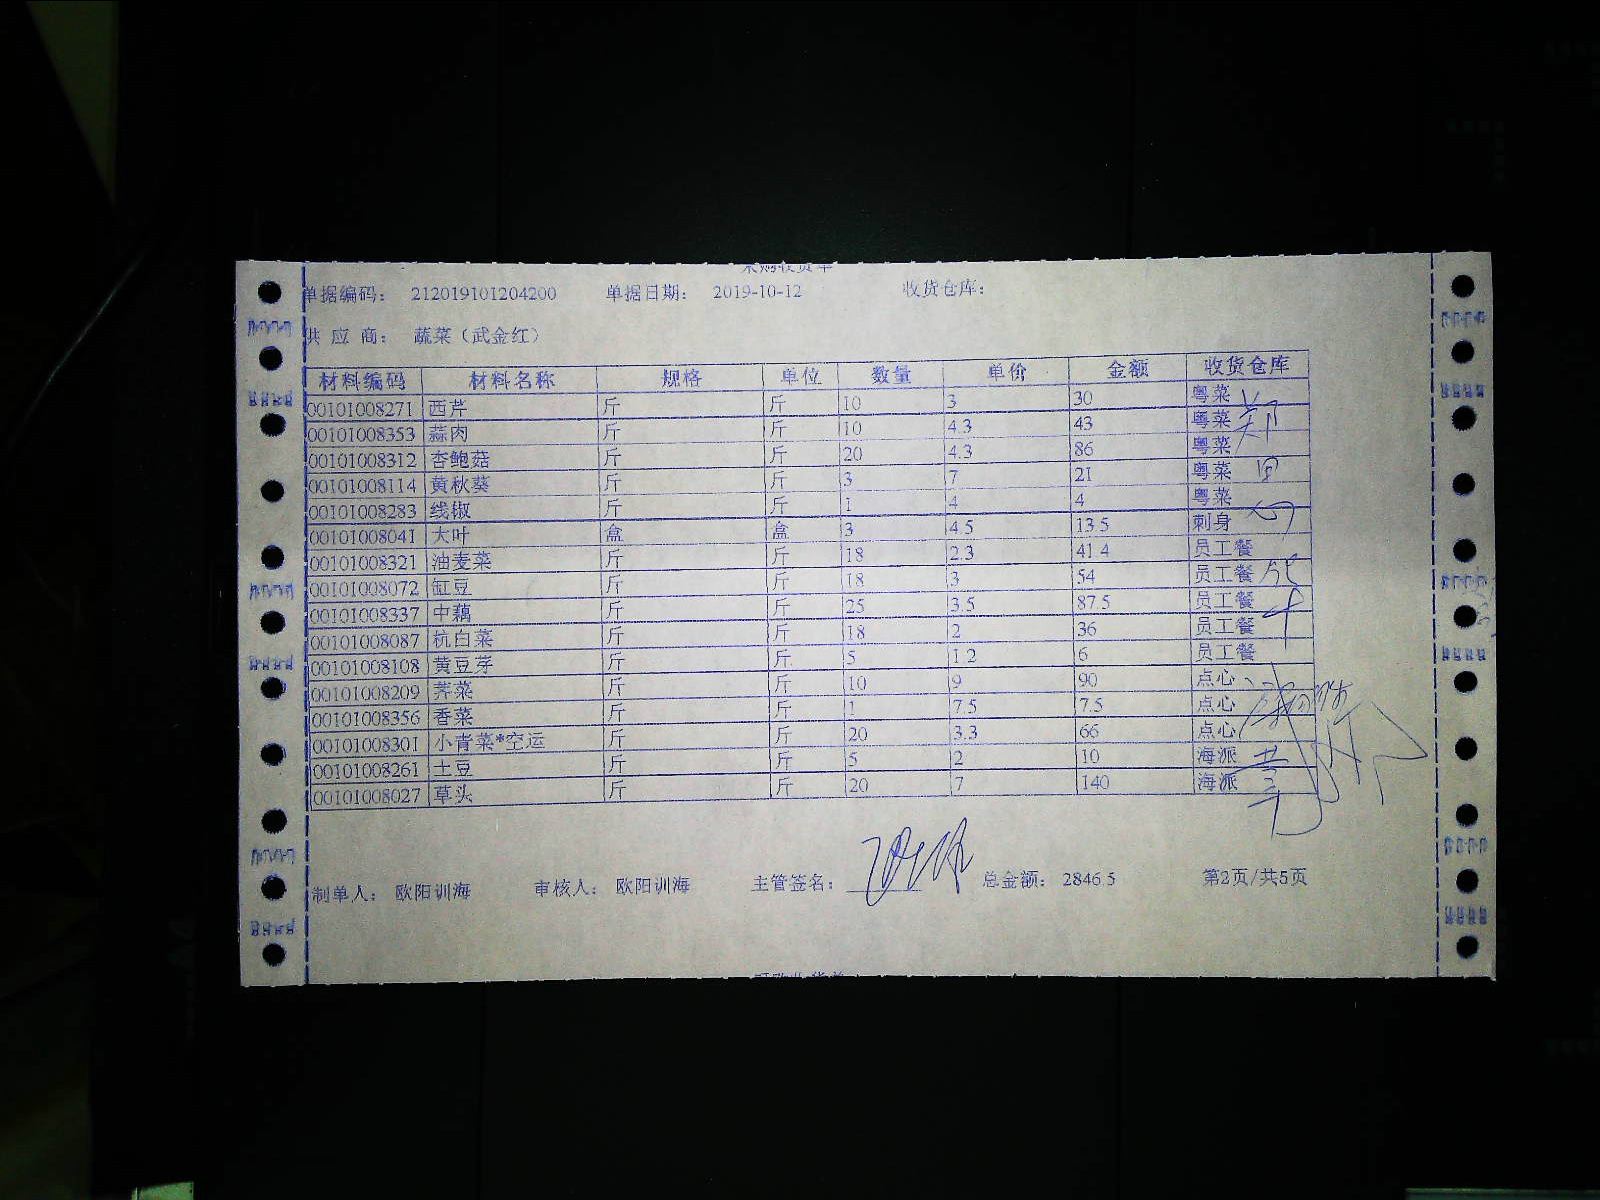 采购收货单
单据编码： 212019101204200 单据日期： 2019-10-12 收货仓库：
供 应 商： 蔬菜（武金红）
材料编码 材料名称 规格 单位 数量 单价 金额 收货仓库
00101008271 西芹 斤 斤 10 3 30 粤菜
00101008353 蒜肉 斤 斤 10 4.3 43 粤菜
00101008312 杏鲍菇 斤 斤 20 4.3 86 粤菜
00101008114 黄秋葵 斤 斤 3 7 21 粤菜
00101008283 线椒 斤 斤 1 4 4 粤菜
00101008041 大叶 盒 盒 3 4.5 13.5 刺身
00101008321 油麦菜 斤 斤 18 2.3 41.4 员工餐
00101008072 缸豆 斤 斤 18 3 54 员工餐
00101008337 中藕 斤 斤 25 3.5 87.5 员工餐
00101008087 杭白菜 斤 斤 18 2 36 员工餐
00101008108 黄豆芽 斤 斤 5 1.2 6 员工餐
00101008209 荠菜 斤 斤 10 9 90 点心
00101008356 香菜 斤 斤 1 7.5 7.5 点心
00101008301 小青菜*空运 斤 斤 20 3.3 66 点心
00101008261 土豆 斤 斤 5 2 10 海派
00101008027 草头 斤 斤 20 7 140 海派
制单人： 欧阳训海 审核人： 欧阳训海 主管签名： 总金额： 2846.5 第2页/共5页